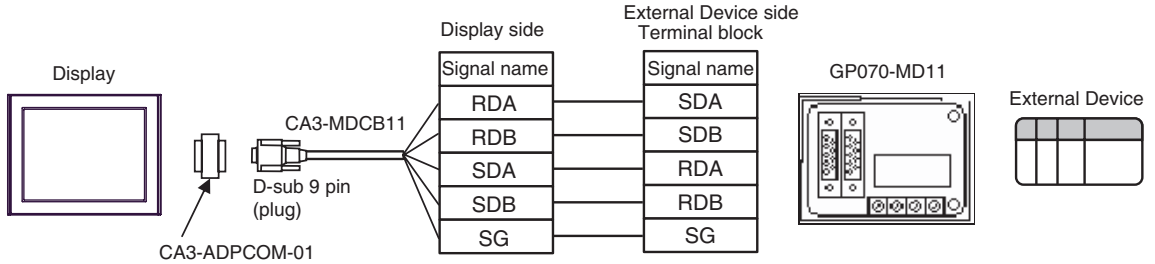 Display
CA3-ADPCOM-01
D-sub 9 pin
(plug)
CA3-MDCB11
Display side
Signal name
RDA
RDB
SDA
SDB
SG
External Device side
Terminal block
Signal name
SDA
SDB
RDA
RDB
SG
GP070-MD11
External Device